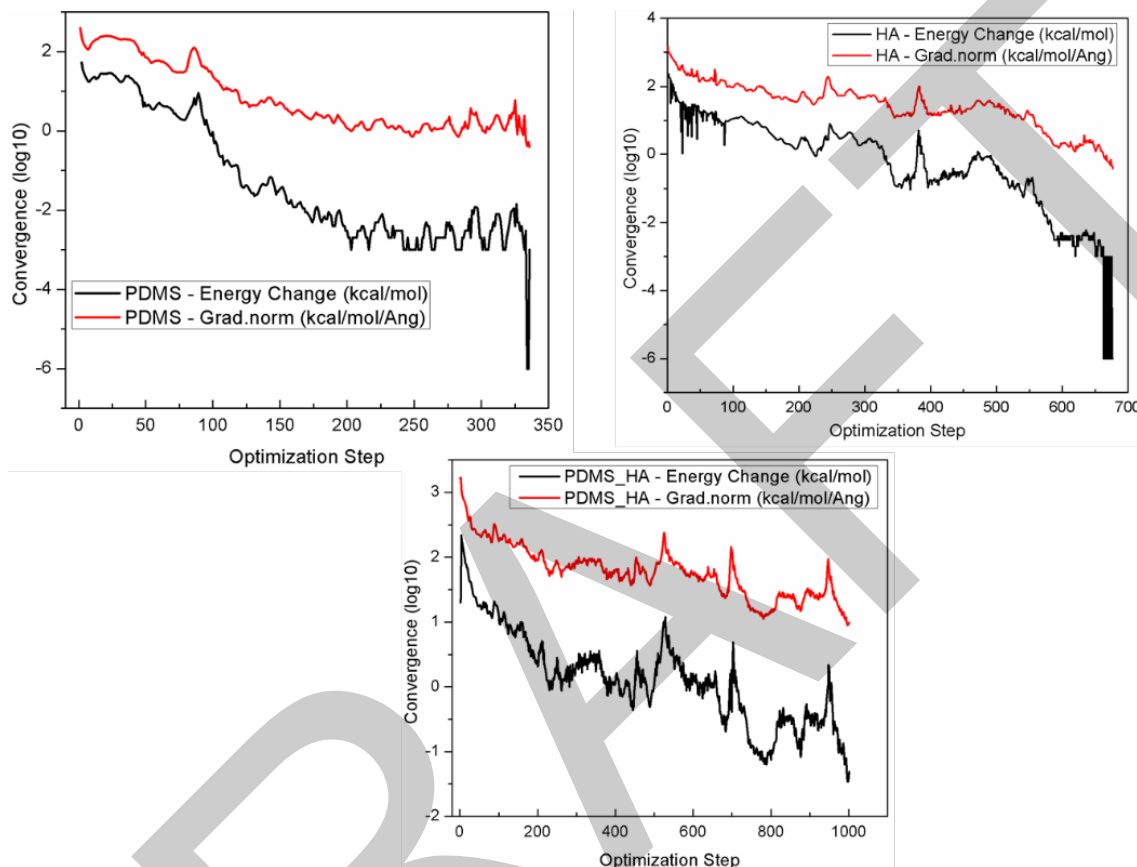 2
0
-2
-4
-6
Convergence (log10)
PDMS - Energy Change (kcal/mol)
PDMS - Grad.norm (kcal/mol/Ang)
0 50 100 150 200 250 300 350
Optimization Step
4
2
0
-2
-4
-6
Convergence (log10)
HA - Energy Change (kcal/mol)
HA - Grad.norm (kcal/mol/Ang)
0 100 200 300 400 500 600 700
Optimization Step
3
2
1
0
-1
-2
Convergence (log10)
PDMS_HA - Energy Change (kcal/mol)
PDMS_HA - Grad.norm (kcal/mol/Ang)
0 200 400 600 800 1000
Optimization Step